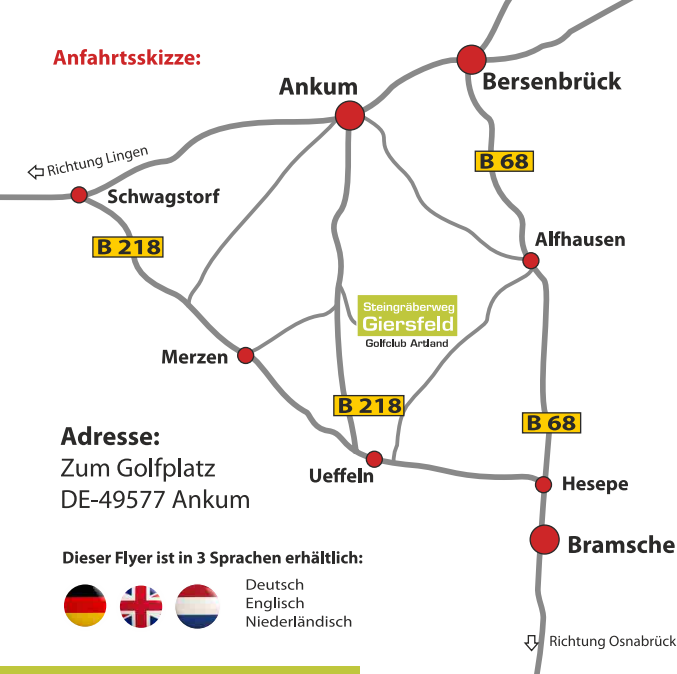 Anfahrtsskizze:
Ankum
Bersenbrück
Richtung Lingen
B 68
Schwagstorf
B 218
Alfhausen
Steingräberweg
Giersfeld
Golfclub Artland
Merzen
B 218
B 68
Adresse:
Zum Golfplatz
DE-49577 Ankum
Ueffeln
Hesepe
Bramsche
Dieser Flyer ist in 3 Sprachen erhältlich:
Deutsch
Englisch
Niederländisch
Richtung Osnabrück